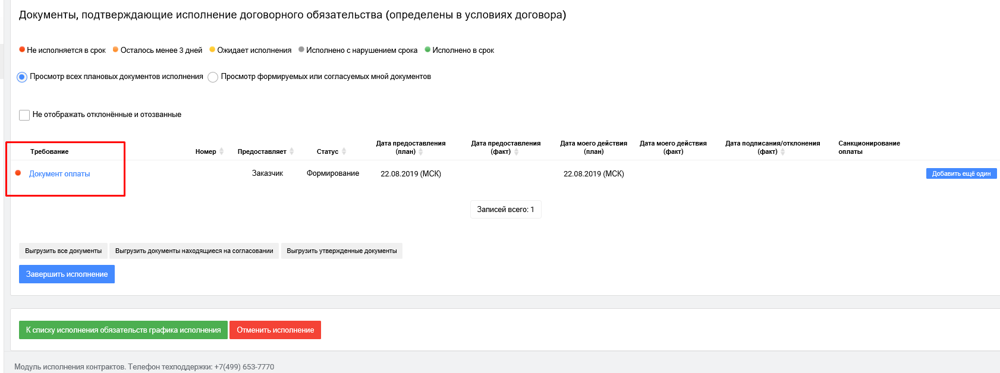 Документы, подтверждающие исполнение договорного обязательства (определены в условиях договора)
Не исполняется в срок Осталось менее 3 дней Ожидает исполнения Исполнено с нарушением срока Исполнено в срок
Просмотр всех плановых документов исполнения Просмотр формируемых или согласуемых мной документов
Не отображать отклонённые и отозванные
Требование Номер Предоставляет Статус Дата предоставления (план) Дата предоставления (факт) Дата моего действия (план) Дата моего действия (факт) Дата подписания/отклонения (факт) Санкционирование оплаты
Документ оплаты Заказчик Формирование 22.08.2019 (МСК) 22.08.2019 (МСК) Добавить ещё один
Записей всего: 1
Выгрузить все документы Выгрузить документы находящиеся на согласовании Выгрузить утвержденные документы
Завершить исполнение
К списку исполнения обязательств графика исполнения Отменить исполнение
Модуль исполнения контрактов. Телефон техподдержки: +7(499) 653-7770